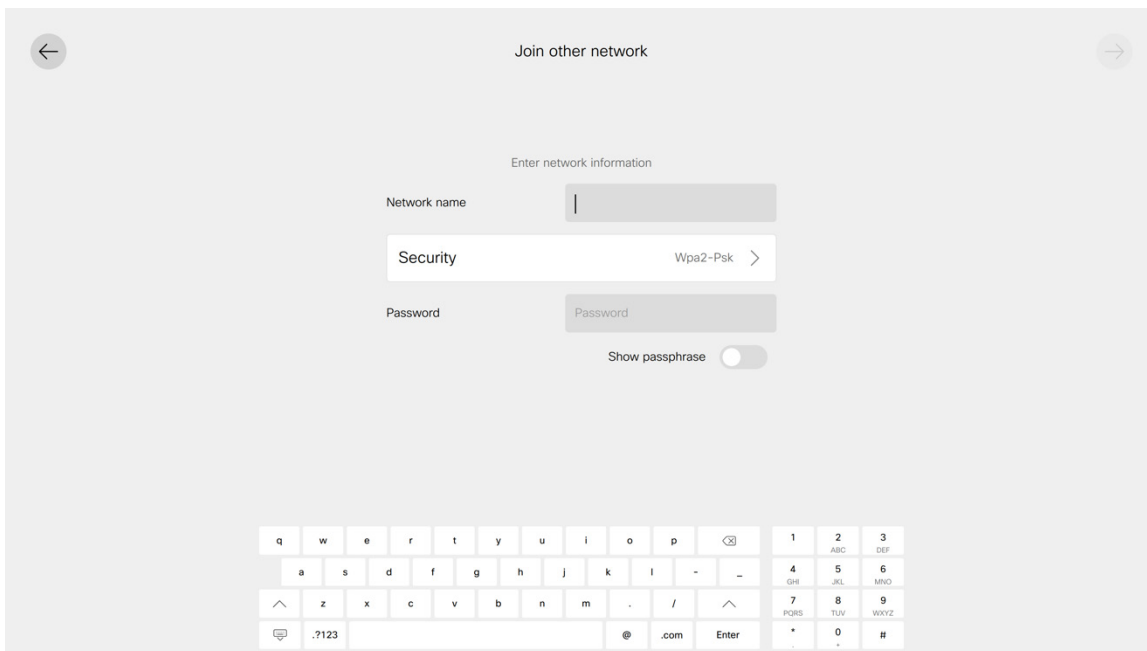 Join other network
Enter network information
Network name
Security Wpa2-Psk
Password Password
Show passphrase
q w e r t y u i o p 1 2 ABC 3 DEF
a s d f g h j k l - _ 4 GHI 5 JKL 6 MNO
z x c v b n m . / 7 PQRS 8 TUV 9 WXYZ
.?123 @ .com Enter * . 0 + #